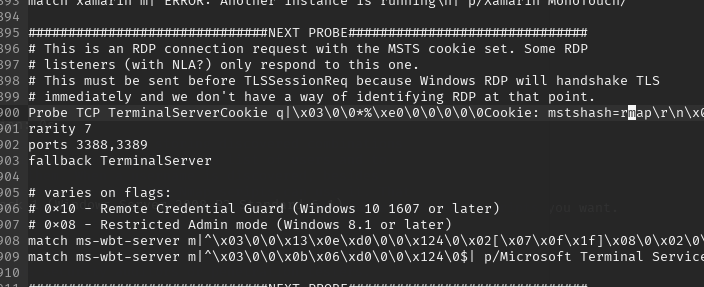 893 match xamarin m|^ERROR: Another instance is running\n| p/Xamarin MonoTouch/
894
895 ##############################NEXT PROBE##############################
896 # This is an RDP connection request with the MSTS cookie set. Some RDP
897 # listeners (with NLA?) only respond to this one.
898 # This must be sent before TLSSessionReq because Windows RDP will handshake TLS
899 # immediately and we don't have a way of identifying RDP at that point.
900 Probe TCP TerminalServerCookie q|\x03\0\0*%\xe0\0\0\0\0\0Cookie: mstshash=rmap\r\n\x0
901 rarity 7
902 ports 3388,3389
903 fallback TerminalServer
904
905 # varies on flags:
906 # 0×10 - Remote Credential Guard (Windows 10 1607 or later) you want.
907 # 0×08 - Restricted Admin mode (Windows 8.1 or later)
908 match ms-wbt-server m|^\x03\0\0\x13\x0e\xd0\0\0\x124\0\x02[\x07\x0f\x1f]\x08\0\x02\0\
909 match ms-wbt-server m|^\x03\0\0\x0b\x06\xd0\0\0\x124\0$| p/Microsoft Terminal Service
910
911 ##############################NEXT PROBE##############################